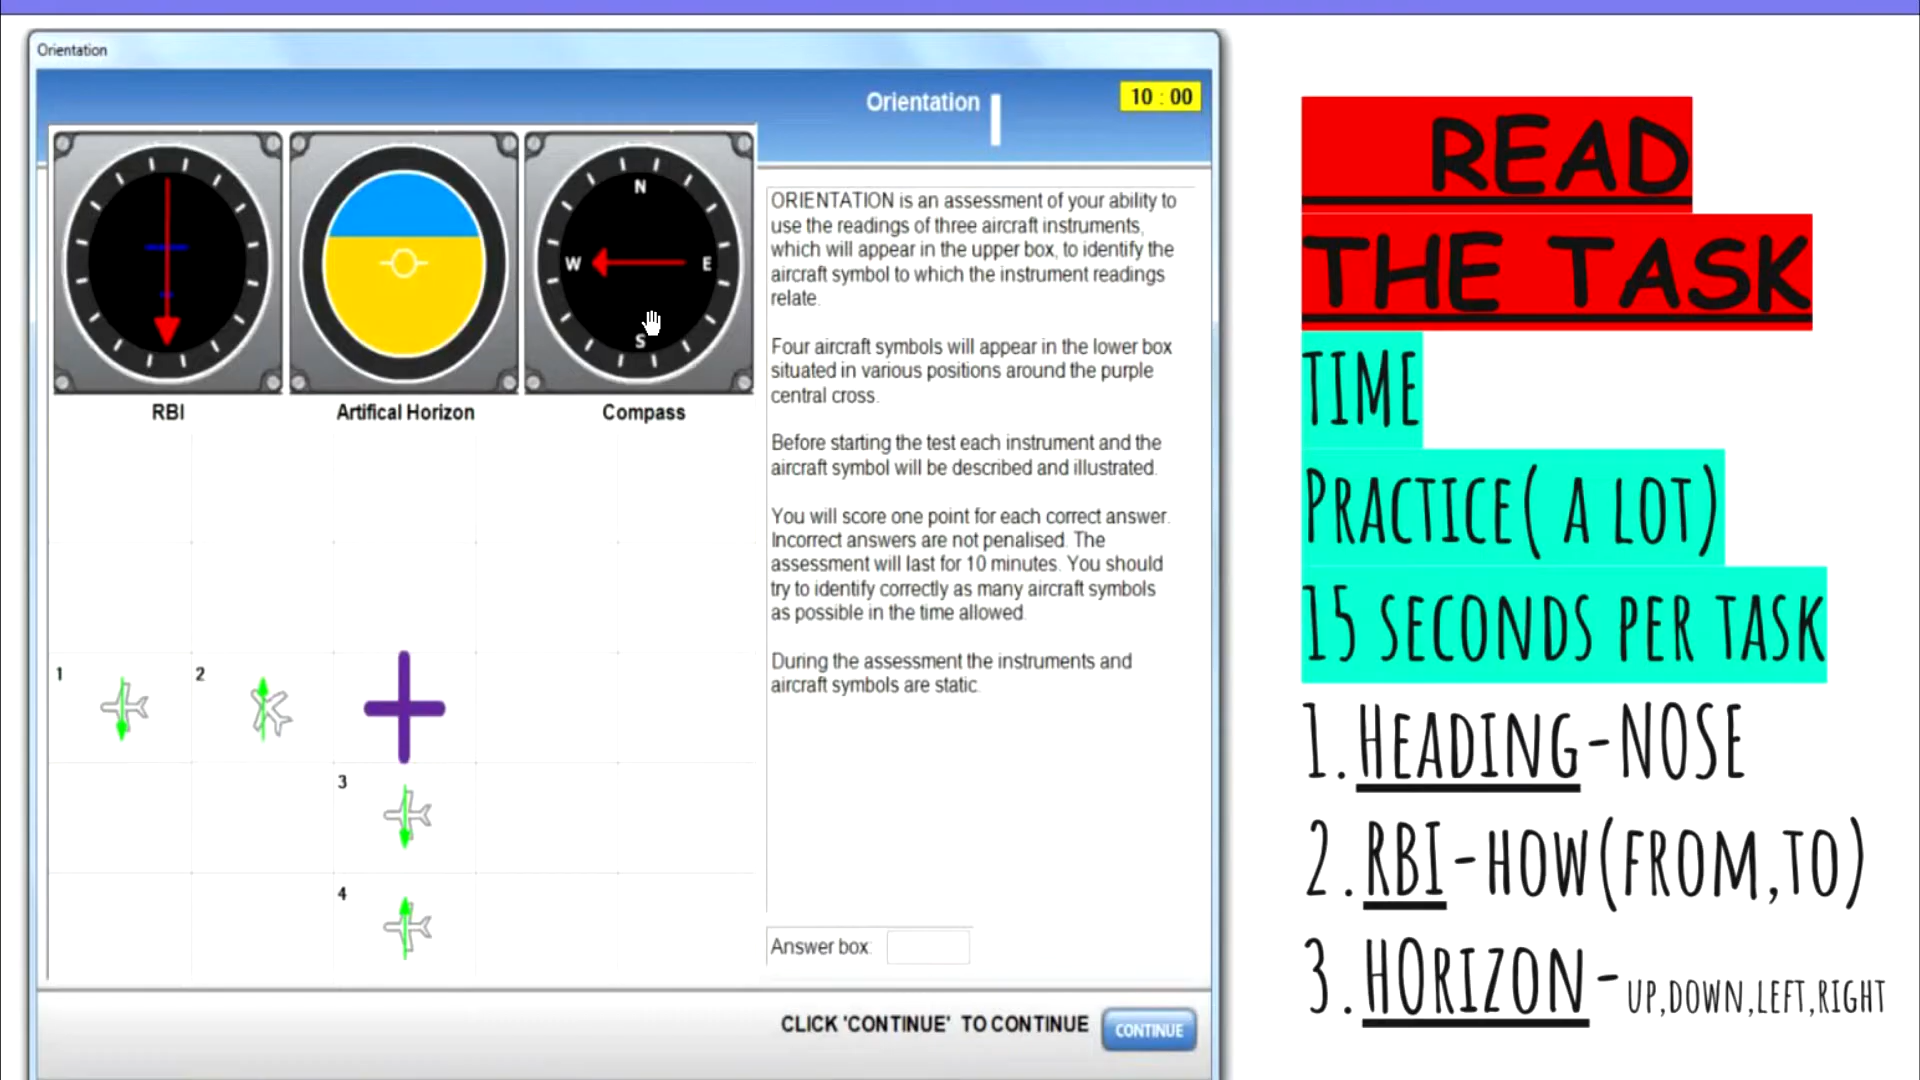 Orientation
Orientation
10 : 00
N
W
E
S
RBI
Artifical Horizon
Compass
1
2
3
4
ORIENTATION is an assessment of your ability to
use the readings of three aircraft instruments,
which will appear in the upper box, to identify the
aircraft symbol to which the instrument readings
relate.
Four aircraft symbols will appear in the lower box
situated in various positions around the purple
central cross.
Before starting the test each instrument and the
aircraft symbol will be described and illustrated.
You will score one point for each correct answer.
Incorrect answers are not penalised. The
assessment will last for 10 minutes. You should
try to identify correctly as many aircraft symbols
as possible in the time allowed.
During the assessment the instruments and
aircraft symbols are static.
Answer box:
CLICK 'CONTINUE' TO CONTINUE
CONTINUE
READ
THE TASK
TIME
PRACTICE( A LOT)
15 SECONDS PER TASK
1.HEADING-NOSE
2.RBI-HOW(FROM,TO)
3.HORIZON-UP,DOWN,LEFT,RIGHT